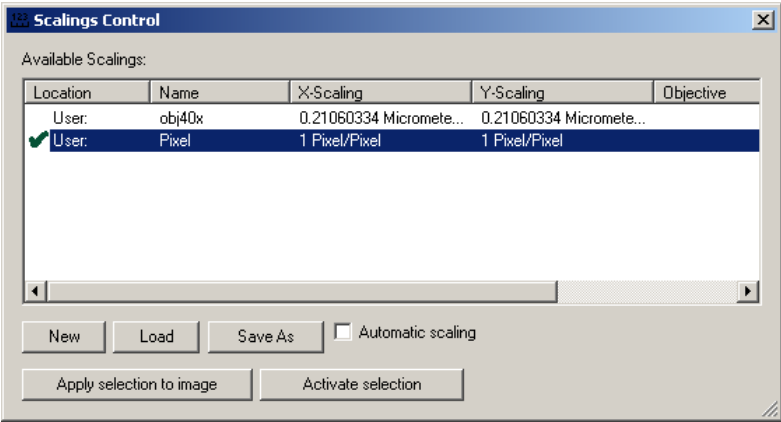 123
Scalings Control
Available Scalings:
Location Name X-Scaling Y-Scaling Objective
User: obj40x 0.21060334 Micromete... 0.21060334 Micromete...
User: Pixel 1 Pixel/Pixel 1 Pixel/Pixel
New Load Save As Automatic scaling
Apply selection to image Activate selection